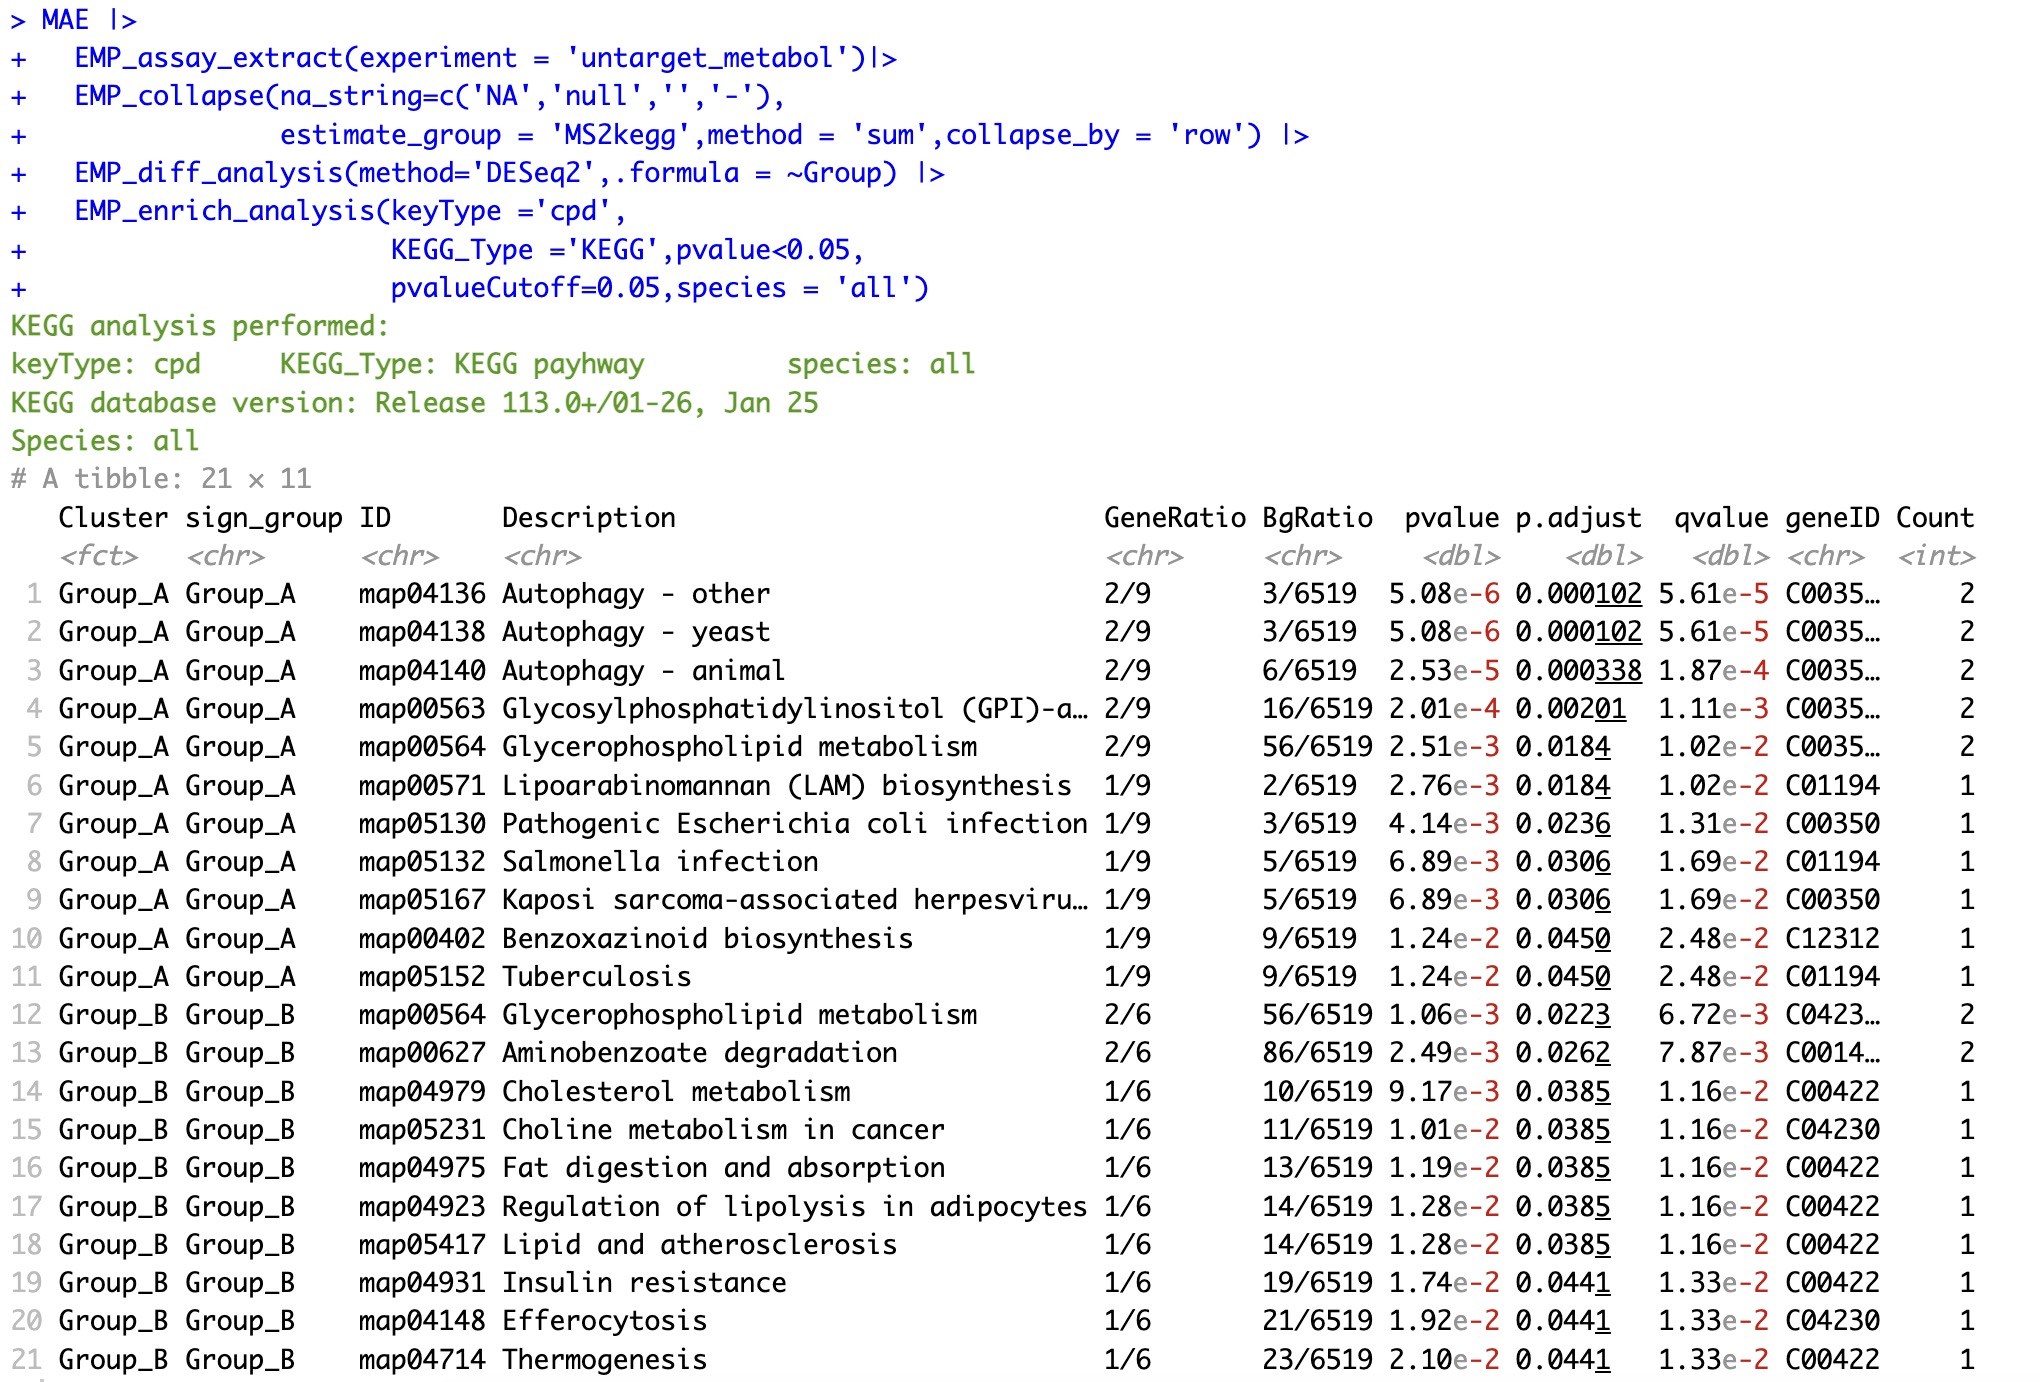 > MAE |>
+   EMP_assay_extract(experiment = 'untarget_metabol')|>
+   EMP_collapse(na_string=c('NA','null','','-'),
+                estimate_group = 'MS2kegg',method = 'sum',collapse_by = 'row') |>
+   EMP_diff_analysis(method='DESeq2',.formula = ~Group) |>
+   EMP_enrich_analysis(keyType ='cpd',
+                       KEGG_Type ='KEGG',pvalue<0.05,
+                       pvalueCutoff=0.05,species = 'all')
KEGG analysis performed:
keyType: cpd     KEGG_Type: KEGG payhway         species: all
KEGG database version: Release 113.0+/01-26, Jan 25
Species: all
# A tibble: 21 × 11
   Cluster sign_group ID       Description                          GeneRatio BgRatio  pvalue p.adjust  qvalue geneID Count
   <fct>   <chr>      <chr>    <chr>                                <chr>     <chr>     <dbl>    <dbl>   <dbl> <chr>  <int>
 1 Group_A Group_A    map04136 Autophagy - other                    2/9       3/6519  5.08e-6 0.000102 5.61e-5 C0035…     2
 2 Group_A Group_A    map04138 Autophagy - yeast                    2/9       3/6519  5.08e-6 0.000102 5.61e-5 C0035…     2
 3 Group_A Group_A    map04140 Autophagy - animal                   2/9       6/6519  2.53e-5 0.000338 1.87e-4 C0035…     2
 4 Group_A Group_A    map00563 Glycosylphosphatidylinositol (GPI)-a… 2/9       16/6519 2.01e-4 0.00201  1.11e-3 C0035…     2
 5 Group_A Group_A    map00564 Glycerophospholipid metabolism       2/9       56/6519 2.51e-3 0.0184   1.02e-2 C0035…     2
 6 Group_A Group_A    map00571 Lipoarabinomannan (LAM) biosynthesis 1/9       2/6519  2.76e-3 0.0184   1.02e-2 C01194     1
 7 Group_A Group_A    map05130 Pathogenic Escherichia coli infection 1/9       3/6519  4.14e-3 0.0236   1.31e-2 C00350     1
 8 Group_A Group_A    map05132 Salmonella infection                 1/9       5/6519  6.89e-3 0.0306   1.69e-2 C01194     1
 9 Group_A Group_A    map05167 Kaposi sarcoma-associated herpesviru… 1/9       5/6519  6.89e-3 0.0306   1.69e-2 C00350     1
10 Group_A Group_A    map00402 Benzoxazinoid biosynthesis           1/9       9/6519  1.24e-2 0.0450   2.48e-2 C12312     1
11 Group_A Group_A    map05152 Tuberculosis                         1/9       9/6519  1.24e-2 0.0450   2.48e-2 C01194     1
12 Group_B Group_B    map00564 Glycerophospholipid metabolism       2/6       56/6519 1.06e-3 0.0223   6.72e-3 C0423…     2
13 Group_B Group_B    map00627 Aminobenzoate degradation            2/6       86/6519 2.49e-3 0.0262   7.87e-3 C0014…     2
14 Group_B Group_B    map04979 Cholesterol metabolism               1/6       10/6519 9.17e-3 0.0385   1.16e-2 C00422     1
15 Group_B Group_B    map05231 Choline metabolism in cancer         1/6       11/6519 1.01e-2 0.0385   1.16e-2 C04230     1
16 Group_B Group_B    map04975 Fat digestion and absorption         1/6       13/6519 1.19e-2 0.0385   1.16e-2 C00422     1
17 Group_B Group_B    map04923 Regulation of lipolysis in adipocytes 1/6       14/6519 1.28e-2 0.0385   1.16e-2 C00422     1
18 Group_B Group_B    map05417 Lipid and atherosclerosis            1/6       14/6519 1.28e-2 0.0385   1.16e-2 C00422     1
19 Group_B Group_B    map04931 Insulin resistance                   1/6       19/6519 1.74e-2 0.0441   1.33e-2 C00422     1
20 Group_B Group_B    map04148 Efferocytosis                        1/6       21/6519 1.92e-2 0.0441   1.33e-2 C04230     1
21 Group_B Group_B    map04714 Thermogenesis                        1/6       23/6519 2.10e-2 0.0441   1.33e-2 C00422     1